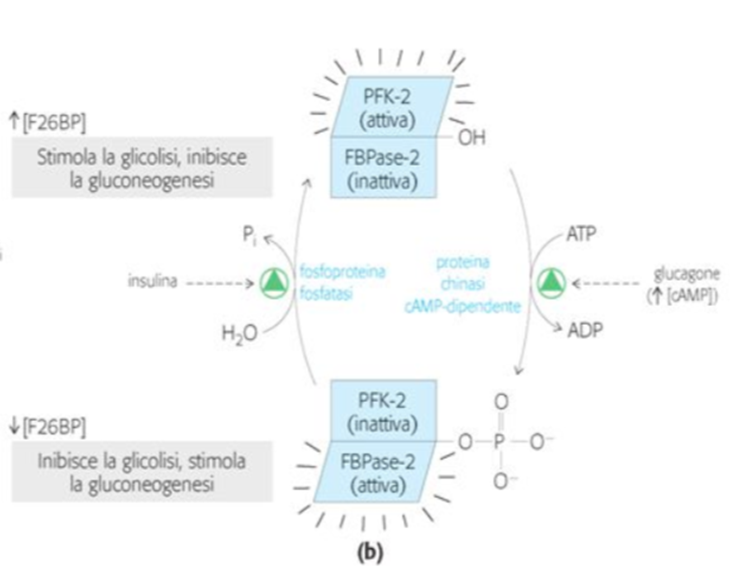 PFK-2
(attiva)
OH
FBPase-2
(inattiva)
↑[F26BP]
Stimola la glicolisi, inibisce
la gluconeogenesi
Pi
ATP
insulina
fosfoproteina
fosfatasi
proteina
chinasi
cAMP-dipendente
glucagone
(↑ [cAMP])
H₂O
ADP
PFK-2
(inattiva)
O
O–P–O⁻
O⁻
FBPase-2
(attiva)
↓[F26BP]
Inibisce la glicolisi, stimola
la gluconeogenesi
(b)